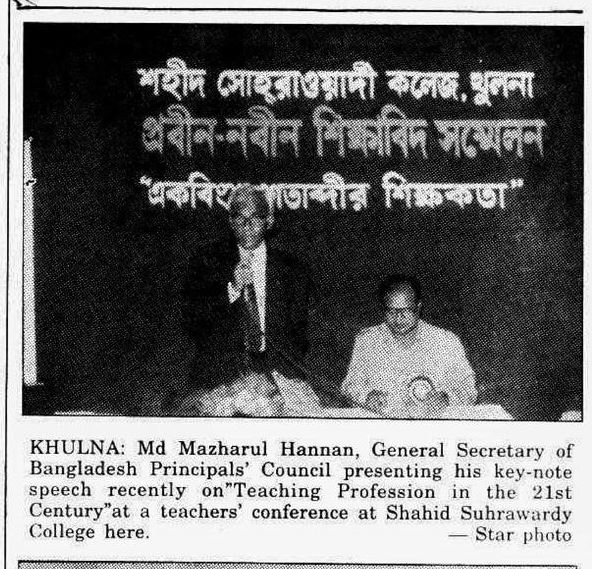 শহীদ সোহরাওয়ার্দী কলেজ, খুলনা
প্রবীন-নবীন শিক্ষাবিদ সম্মেলন
"একবিং তাব্দীর শিক্ষকতা"
KHULNA: Md Mazharul Hannan, General Secretary of
Bangladesh Principals' Council presenting his key-note
speech recently on"Teaching Profession in the 21st
Century"at a teachers' conference at Shahid Suhrawardy
College here. — Star photo